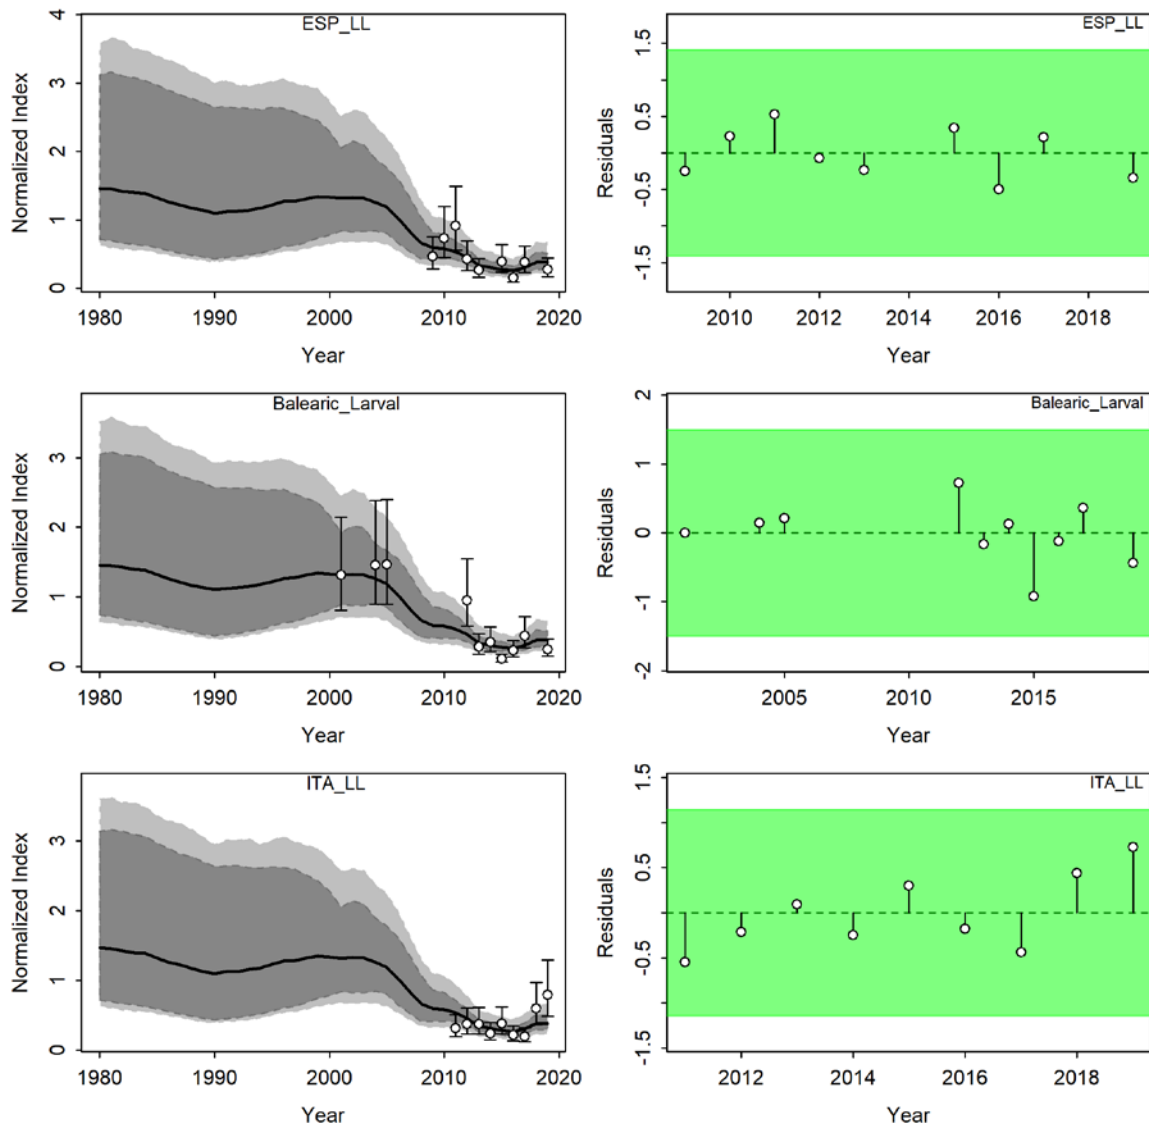 ESP_LL
Normalized Index
4
3
2
1
0
1980 1990 2000 2010 2020
Year
ESP_LL
Residuals
1.5
0.5
-0.5
-1.5
2010 2012 2014 2016 2018
Year
Balearic_Larval
Normalized Index
3
2
1
0
1980 1990 2000 2010 2020
Year
Balearic_Larval
Residuals
2
1
0
-1
-2
2005 2010 2015
Year
ITA_LL
Normalized Index
3
2
1
0
1980 1990 2000 2010 2020
Year
ITA_LL
Residuals
1.5
0.5
-0.5
-1.5
2012 2014 2016 2018
Year